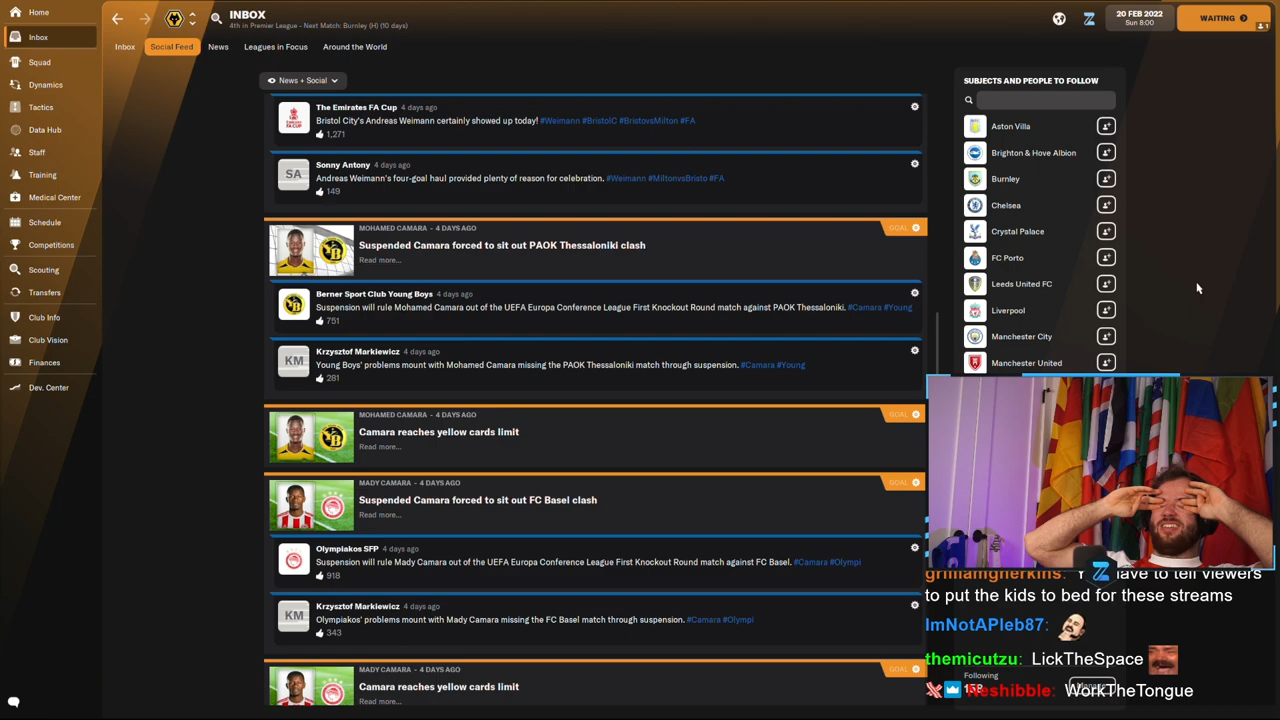 Home
Inbox
Squad
Dynamics
Tactics
Data Hub
Staff
Training
Medical Center
Schedule
Competitions
Scouting
Transfers
Club Info
Club Vision
Finances
Dev. Center
INBOX
4th in Premier League - Next Match: Burnley (H) (10 days)
20 FEB 2022
Sun 8:00
WAITING
1
Inbox
Social Feed
News
Leagues in Focus
Around the World
News + Social
The Emirates FA Cup 4 days ago
Bristol City's Andreas Weimann certainly showed up today! #Weimann #BristolC #BristovsMilton #FA
1,271
SA
Sonny Antony 4 days ago
Andreas Weimann's four-goal haul provided plenty of reason for celebration. #Weimann #MiltonvsBristo #FA
149
MOHAMED CAMARA - 4 DAYS AGO
GOAL
Suspended Camara forced to sit out PAOK Thessaloniki clash
Read more...
Berner Sport Club Young Boys 4 days ago
Suspension will rule Mohamed Camara out of the UEFA Europa Conference League First Knockout Round match against PAOK Thessaloniki. #Camara #Young
751
KM
Krzysztof Markiewicz 4 days ago
Young Boys' problems mount with Mohamed Camara missing the PAOK Thessaloniki match through suspension. #Camara #Young
281
MOHAMED CAMARA - 4 DAYS AGO
GOAL
Camara reaches yellow cards limit
Read more...
MADY CAMARA - 4 DAYS AGO
GOAL
Suspended Camara forced to sit out FC Basel clash
Read more...
Olympiakos SFP 4 days ago
Suspension will rule Mady Camara out of the UEFA Europa Conference League First Knockout Round match against FC Basel. #Camara #Olympi
918
KM
Krzysztof Markiewicz 4 days ago
Olympiakos' problems mount with Mady Camara missing the FC Basel match through suspension. #Camara #Olympi
343
MADY CAMARA - 4 DAYS AGO
GOAL
Camara reaches yellow cards limit
Read more...
SUBJECTS AND PEOPLE TO FOLLOW
Aston Villa
Brighton & Hove Albion
Burnley
Chelsea
Crystal Palace
FC Porto
Leeds United FC
Liverpool
Manchester City
Manchester United
have to tell viewers
to put the kids to bed for these streams
ImNotAPleb87:
themicutzu: LickTheSpace
Following
Neshibble: WorkTheTongue